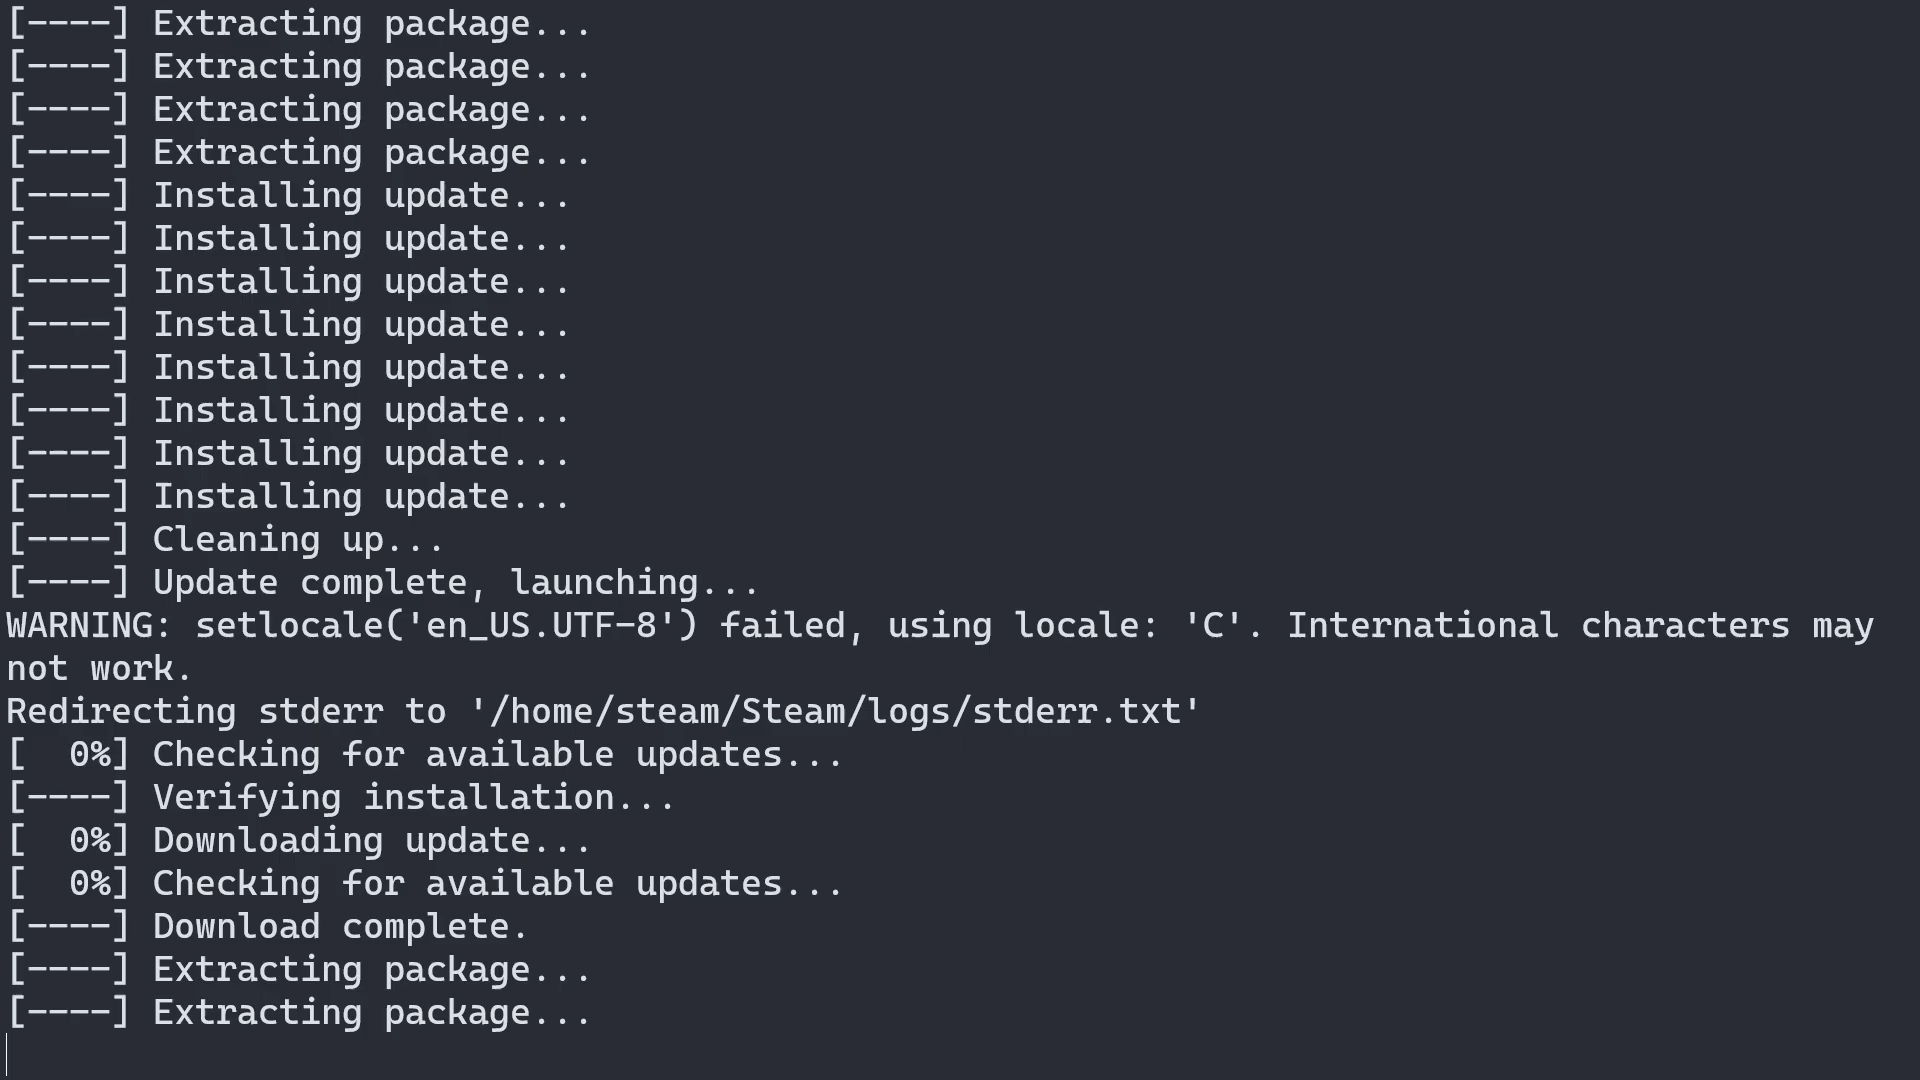 [----] Extracting package...
[----] Extracting package...
[----] Extracting package...
[----] Extracting package...
[----] Installing update...
[----] Installing update...
[----] Installing update...
[----] Installing update...
[----] Installing update...
[----] Installing update...
[----] Installing update...
[----] Installing update...
[----] Cleaning up...
[----] Update complete, launching...
WARNING: setlocale('en_US.UTF-8') failed, using locale: 'C'. International characters may
not work.
Redirecting stderr to '/home/steam/Steam/logs/stderr.txt'
[  0%] Checking for available updates...
[----] Verifying installation...
[  0%] Downloading update...
[  0%] Checking for available updates...
[----] Download complete.
[----] Extracting package...
[----] Extracting package...